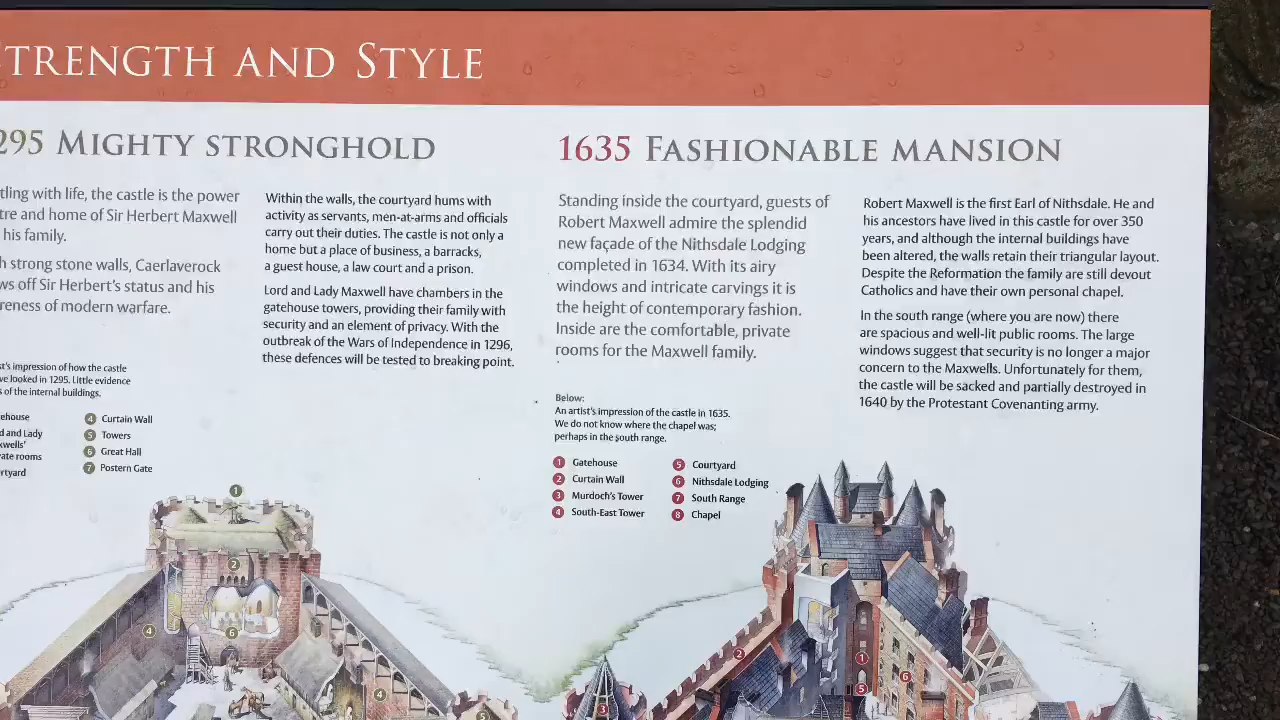 TRENGTH AND STYLE
295 MIGHTY STRONGHOLD
tling with life, the castle is the power
tre and home of Sir Herbert Maxwell
his family.
h strong stone walls, Caerlaverock
ws off Sir Herbert's status and his
reness of modern warfare.
t's impression of how the castle
ve looked in 1295. Little evidence
s of the internal buildings.
ehouse
d and Lady
xwells'
ate rooms
rtyard
4 Curtain Wall
5 Towers
6 Great Hall
7 Postern Gate
Within the walls, the courtyard hums with
activity as servants, men-at-arms and officials
carry out their duties. The castle is not only a
home but a place of business, a barracks,
a guest house, a law court and a prison.
Lord and Lady Maxwell have chambers in the
gatehouse towers, providing their family with
security and an element of privacy. With the
outbreak of the Wars of Independence in 1296,
these defences will be tested to breaking point.
1
2
6
4
4
5
1635 FASHIONABLE MANSION
Standing inside the courtyard, guests of
Robert Maxwell admire the splendid
new façade of the Nithsdale Lodging
completed in 1634. With its airy
windows and intricate carvings it is
the height of contemporary fashion.
Inside are the comfortable, private
rooms for the Maxwell family.
Below:
An artist's impression of the castle in 1635.
We do not know where the chapel was;
perhaps in the south range.
1 Gatehouse
2 Curtain Wall
3 Murdoch's Tower
4 South-East Tower
5 Courtyard
6 Nithsdale Lodging
7 South Range
8 Chapel
Robert Maxwell is the first Earl of Nithsdale. He and
his ancestors have lived in this castle for over 350
years, and although the internal buildings have
been altered, the walls retain their triangular layout.
Despite the Reformation the family are still devout
Catholics and have their own personal chapel.
In the south range (where you are now) there
are spacious and well-lit public rooms. The large
windows suggest that security is no longer a major
concern to the Maxwells. Unfortunately for them,
the castle will be sacked and partially destroyed in
1640 by the Protestant Covenanting army.
2
1
6
5
3